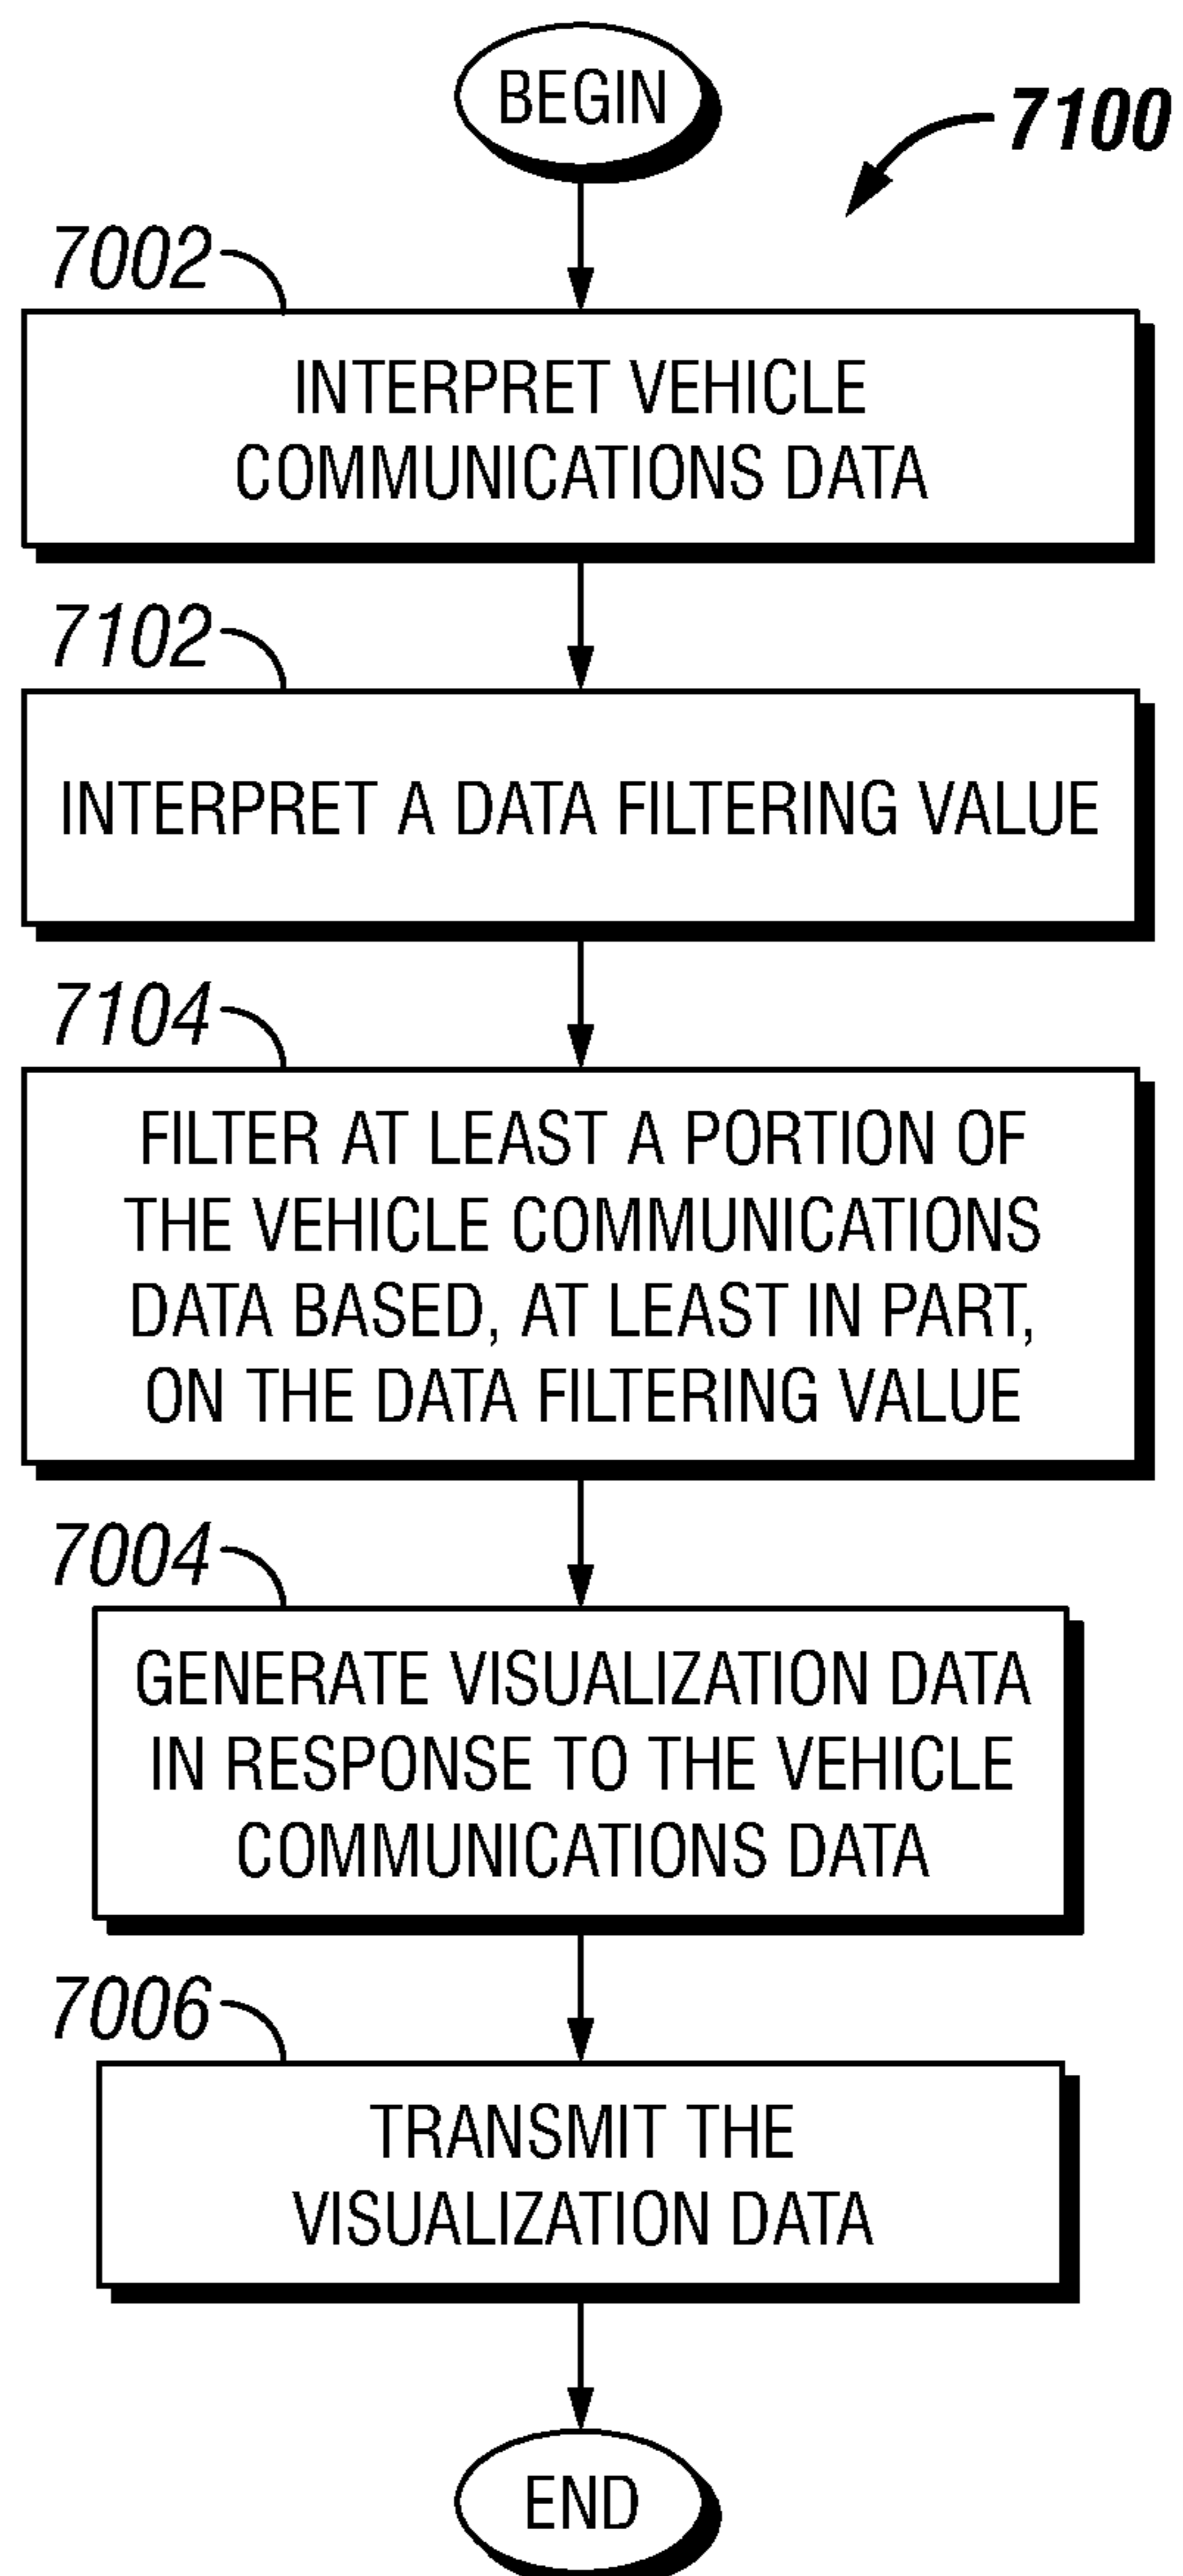 BEGIN
7100
7002
INTERPRET VEHICLE
COMMUNICATIONS DATA
7102
INTERPRET A DATA FILTERING VALUE
7104
FILTER AT LEAST A PORTION OF
THE VEHICLE COMMUNICATIONS
DATA BASED, AT LEAST IN PART,
ON THE DATA FILTERING VALUE
7004
GENERATE VISUALIZATION DATA
IN RESPONSE TO THE VEHICLE
COMMUNICATIONS DATA
7006
TRANSMIT THE
VISUALIZATION DATA
END